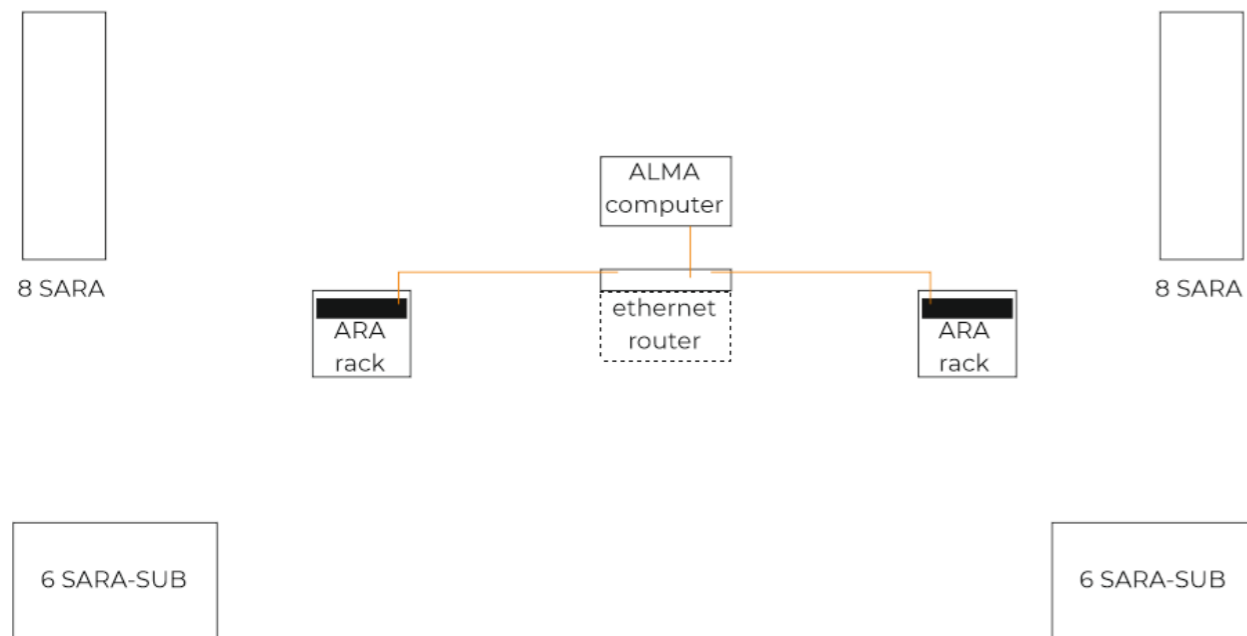 ALMA
computer
8 SARA
8 SARA
ethernet
router
ARA
rack
ARA
rack
6 SARA-SUB
6 SARA-SUB